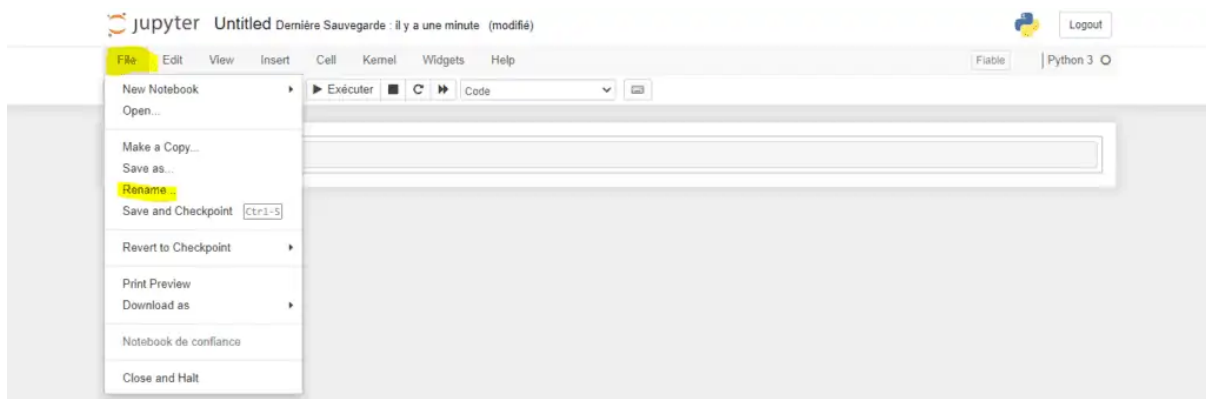 jupyter Untitled Dernière Sauvegarde : il y a une minute (modifié) Logout
File Edit View Insert Cell Kernel Widgets Help Fiable Python 3
New Notebook Exécuter Code
Open...
Make a Copy...
Save as...
Rename...
Save and Checkpoint Ctrl-S
Revert to Checkpoint
Print Preview
Download as
Notebook de confiance
Close and Halt